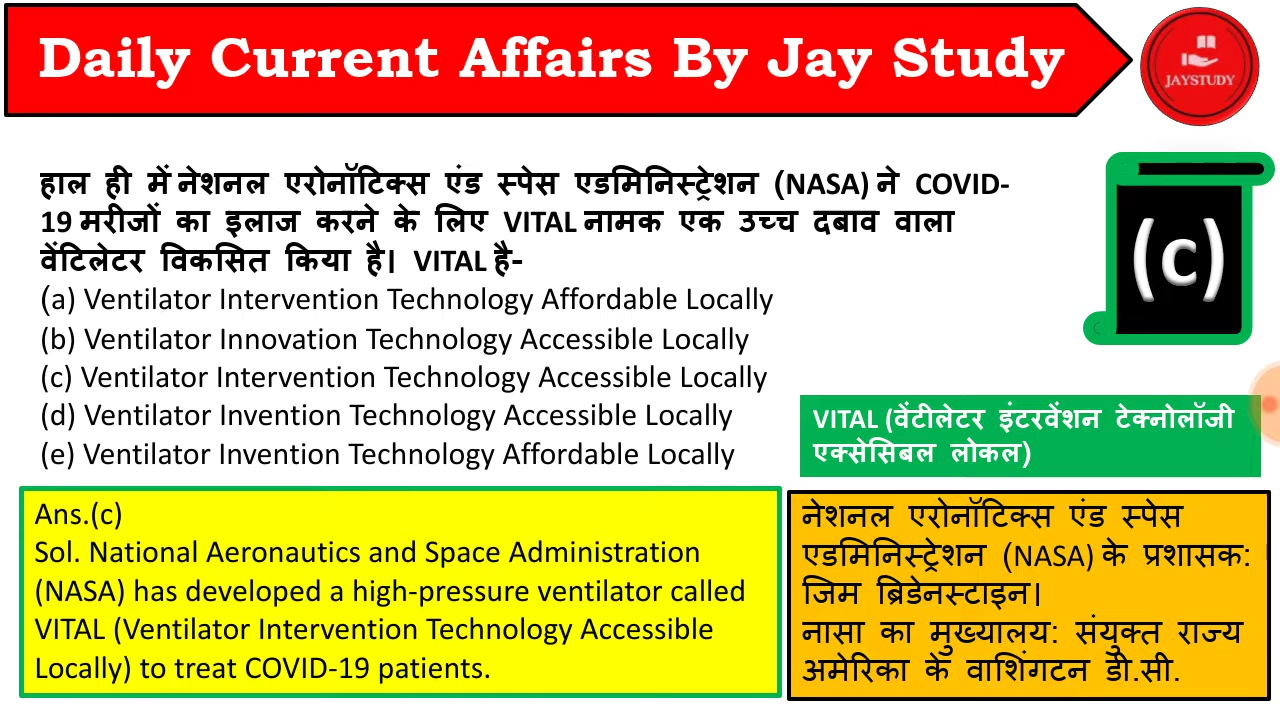 Daily Current Affairs By Jay Study
JAYSTUDY
हाल ही में नेशनल एरोनॉटिक्स एंड स्पेस एडमिनिस्ट्रेशन (NASA) ने COVID-
19 मरीजों का इलाज करने के लिए VITAL नामक एक उच्च दबाव वाला
वेंटिलेटर विकसित किया है। VITAL है-
(a) Ventilator Intervention Technology Affordable Locally
(b) Ventilator Innovation Technology Accessible Locally
(c) Ventilator Intervention Technology Accessible Locally
(d) Ventilator Invention Technology Accessible Locally
(e) Ventilator Invention Technology Affordable Locally
(c)
VITAL (वेंटीलेटर इंटरवेंशन टेक्नोलॉजी
एक्सेसिबल लोकल)
Ans.(c)
Sol. National Aeronautics and Space Administration
(NASA) has developed a high-pressure ventilator called
VITAL (Ventilator Intervention Technology Accessible
Locally) to treat COVID-19 patients.
नेशनल एरोनॉटिक्स एंड स्पेस
एडमिनिस्ट्रेशन (NASA) के प्रशासक:
जिम ब्रिडेनस्टाइन।
नासा का मुख्यालय: संयुक्त राज्य
अमेरिका के वाशिंगटन डी.सी.